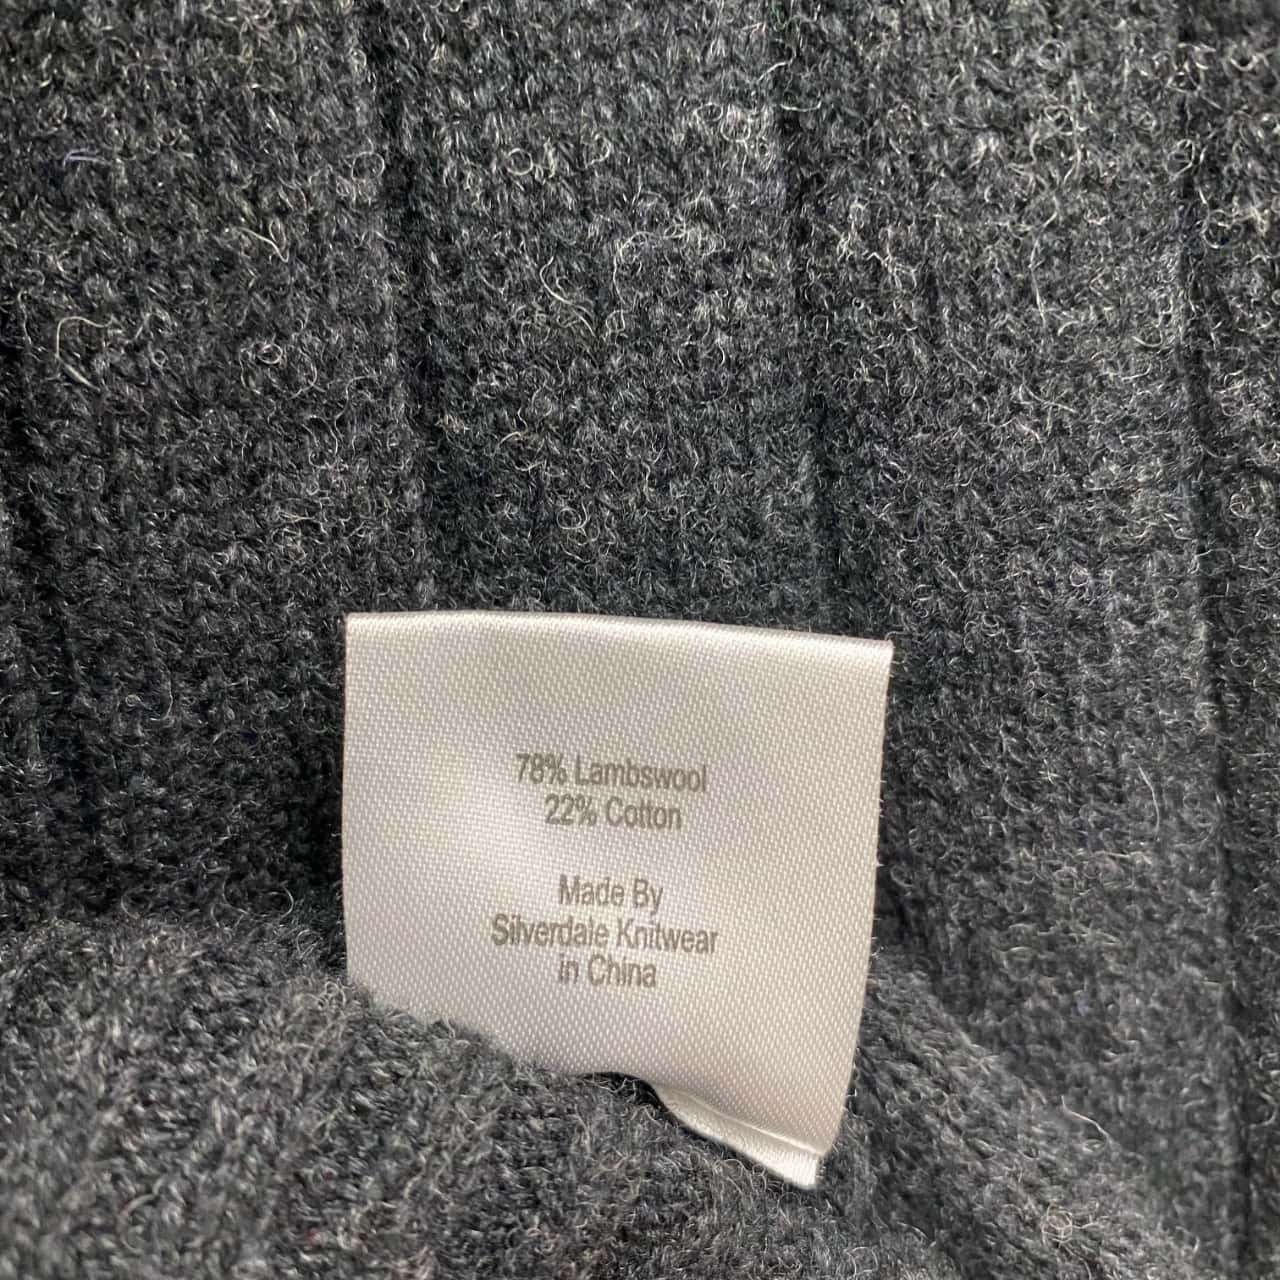 78% Lambswool
22% Cotton
Made By
Silverdale Knitwear
in China